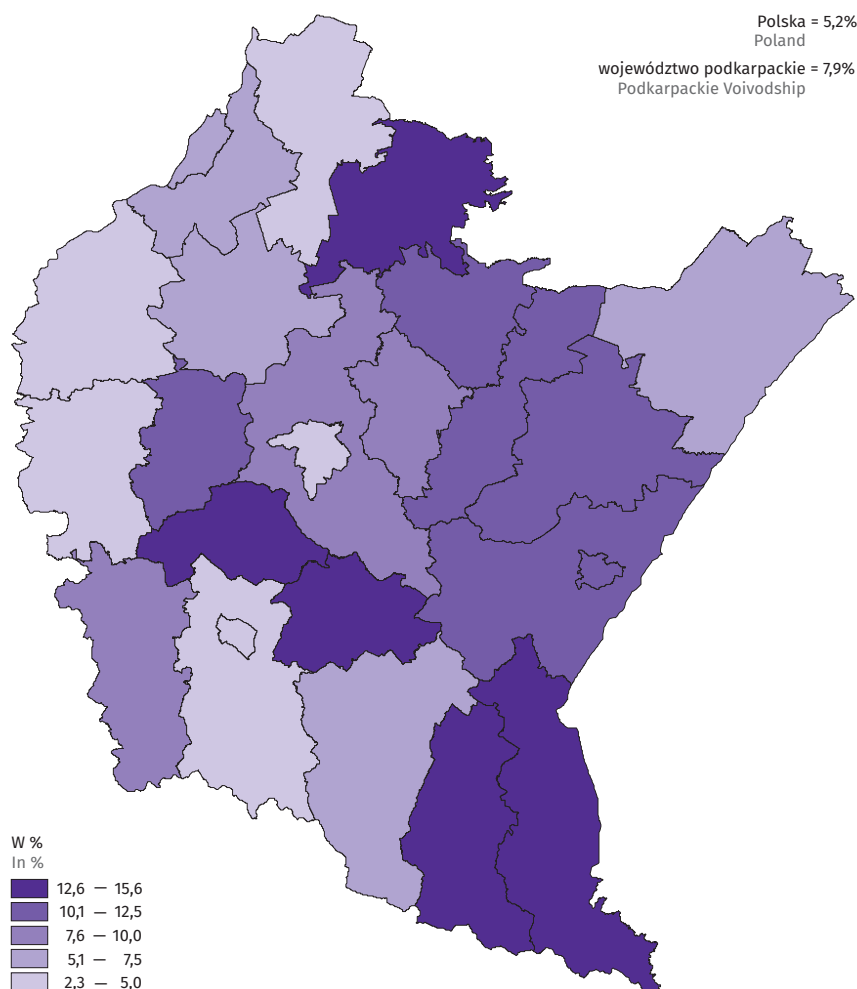 Polska = 5,2%
Poland
województwo podkarpackie = 7,9%
Podkarpackie Voivodship
W %
In %
12,6 — 15,6
10,1 — 12,5
7,6 — 10,0
5,1 — 7,5
2,3 — 5,0